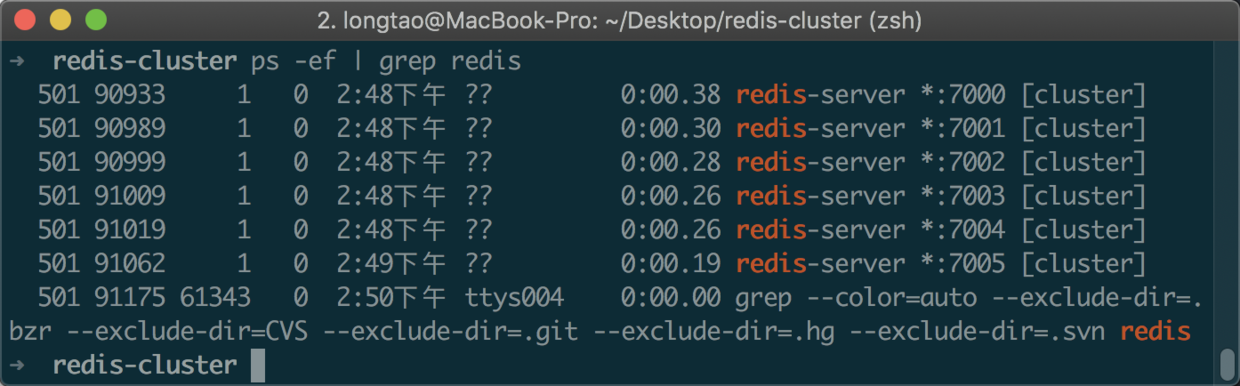 2. longtao@MacBook-Pro: ~/Desktop/redis-cluster (zsh)
→ redis-cluster ps -ef | grep redis
501 90933 1 0 2:48下午 ?? 0:00.38 redis-server *:7000 [cluster]
501 90989 1 0 2:48下午 ?? 0:00.30 redis-server *:7001 [cluster]
501 90999 1 0 2:48下午 ?? 0:00.28 redis-server *:7002 [cluster]
501 91009 1 0 2:48下午 ?? 0:00.26 redis-server *:7003 [cluster]
501 91019 1 0 2:48下午 ?? 0:00.26 redis-server *:7004 [cluster]
501 91062 1 0 2:49下午 ?? 0:00.19 redis-server *:7005 [cluster]
501 91175 61343 0 2:50下午 ttys004 0:00.00 grep --color=auto --exclude-dir=.
bzr --exclude-dir=CVS --exclude-dir=.git --exclude-dir=.hg --exclude-dir=.svn redis
→ redis-cluster